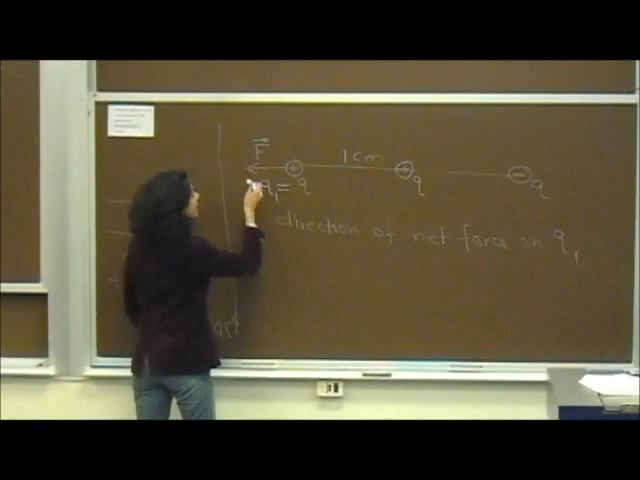 F
+ 1cm + -
q₁ = q q q
direction of net force on q₁